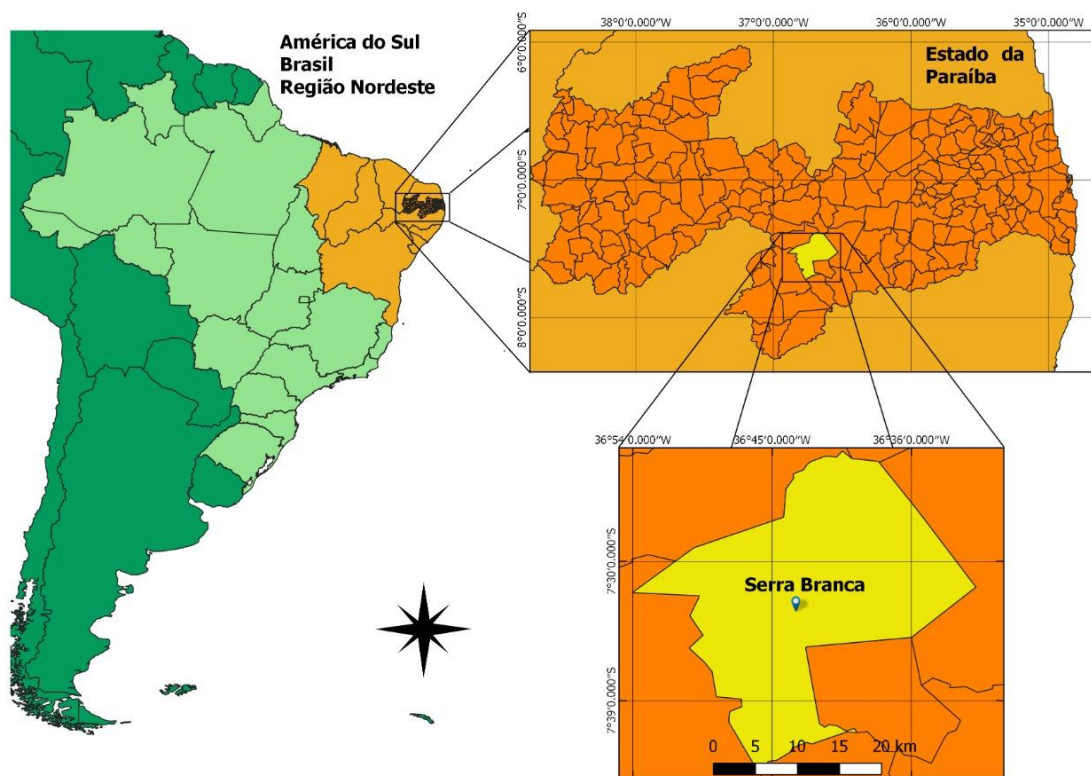 América do Sul
Brasil
Região Nordeste
38°0'0.000"W 37°0'0.000"W 36°0'0.000"W 35°0'0.000"W
6°0'0.000"S
7°0'0.000"S
8°0'0.000"S
Estado da
Paraíba
36°54'0.000"W 36°45'0.000"W 36°36'0.000"W
7°30'0.000"S
7°39'0.000"S
Serra Branca
0 5 10 15 20 km